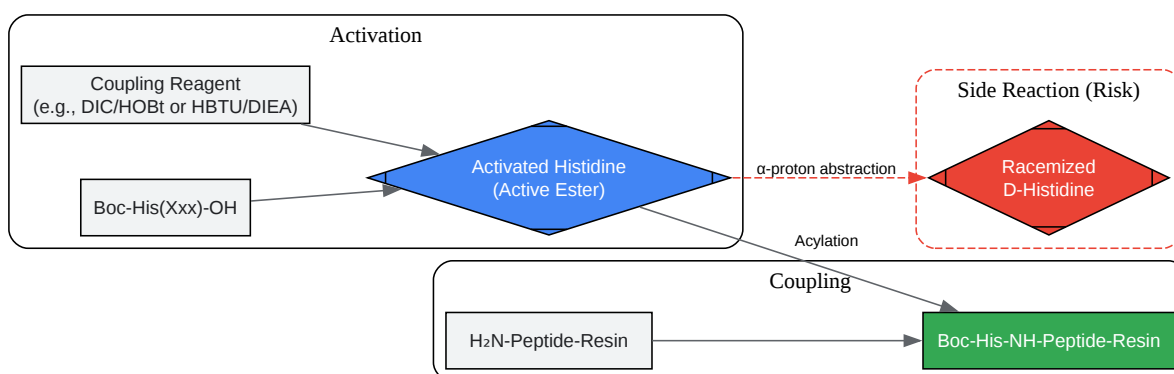 Activation
Coupling Reagent
(e.g., DIC/HOBt or HBTU/DIEA)
Boc-His(Xxx)-OH
Activated Histidine
(Active Ester)
α-proton abstraction
Side Reaction (Risk)
Racemized
D-Histidine
Acylation
Coupling
H₂N-Peptide-Resin
Boc-His-NH-Peptide-Resin